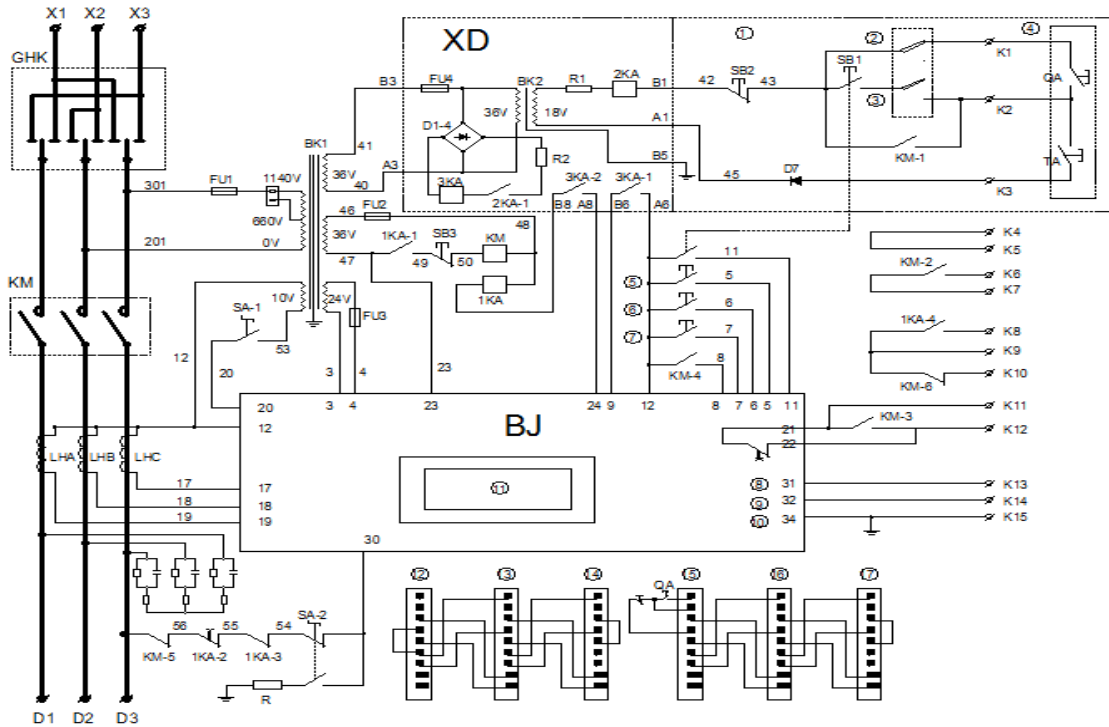 X1 X2 X3
GHK
XD
① ② ④
B3 FU4 BK2 R1 2KA B1 42 SB2 43 SB1 K1
QA
36V 18V ③ K2
D1-4 A1
41 BK1 R2 KM-1 TA
36V A3 B5
40 3KA 2KA-1 45 D7 K3
301 FU1 1140V 46 FU2 48 3KA-2 3KA-1
B8 A8 B6 A6
660V 36V 1KA-1 SB3 KM K4
201 0V 47 49 50 11 K5
1KA ⑤ 5 KM-2 K6
K7
KM 10V 24V ⑥ 6
SA-1 FU3 ⑦ 7 1KA-4 K8
53 8 K9
12 20 3 4 23 KM-4 KM-6 K10
20 3 4 23 24 9 12 8 7 6 5 11 KM-3 K11
12 BJ 21 K12
22
LHA LHB LHC
17 17 ⑪ ⑧ 31 K13
18 18 ⑨ 32 K14
19 19 ⑩ 34 K15
30
⑫ ⑬ ⑭ QA ⑮ ⑯ ⑰
SA-2
56 55 54
KM-5 1KA-2 1KA-3
R
D1 D2 D3